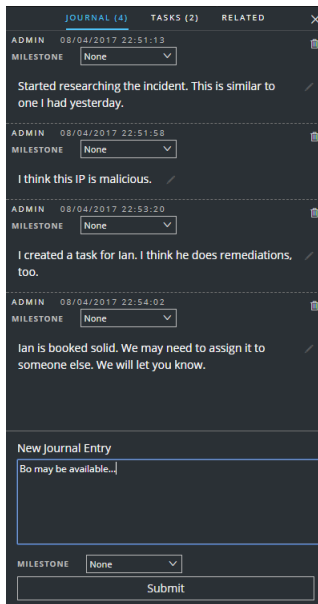 JOURNAL (4) TASKS (2) RELATED
ADMIN 08/04/2017 22:51:13
MILESTONE None
Started researching the incident. This is similar to
one I had yesterday.
ADMIN 08/04/2017 22:51:58
MILESTONE None
I think this IP is malicious.
ADMIN 08/04/2017 22:53:20
MILESTONE None
I created a task for Ian. I think he does remediations,
too.
ADMIN 08/04/2017 22:54:02
MILESTONE None
Ian is booked solid. We may need to assign it to
someone else. We will let you know.
New Journal Entry
Bo may be available...
MILESTONE None
Submit